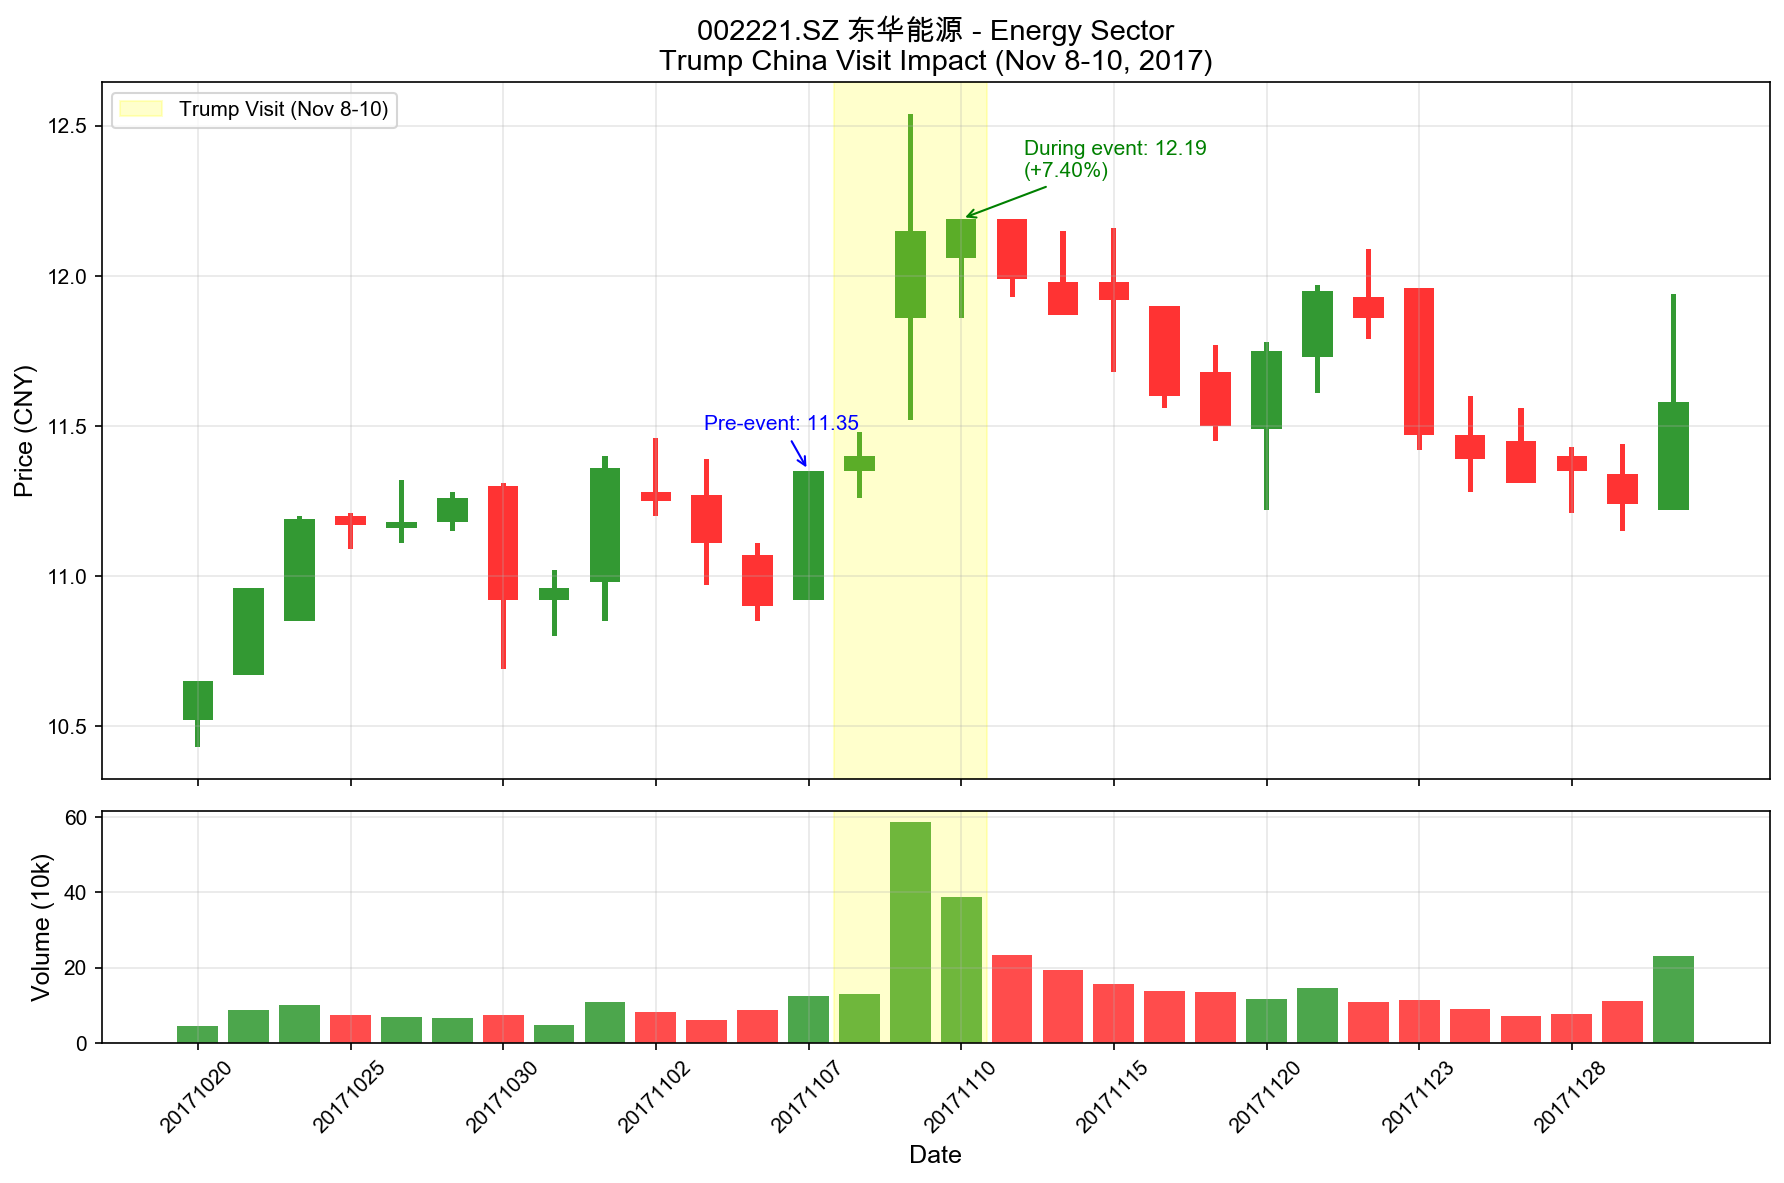 002221.SZ 东华能源 - Energy Sector
Trump China Visit Impact (Nov 8-10, 2017)
Trump Visit (Nov 8-10)
During event: 12.19
(+7.40%)
Pre-event: 11.35
Price (CNY)
12.5
12.0
11.5
11.0
10.5
Volume (10k)
60
40
20
0
20171020
20171025
20171030
20171102
20171107
20171110
20171115
20171120
20171123
20171128
Date